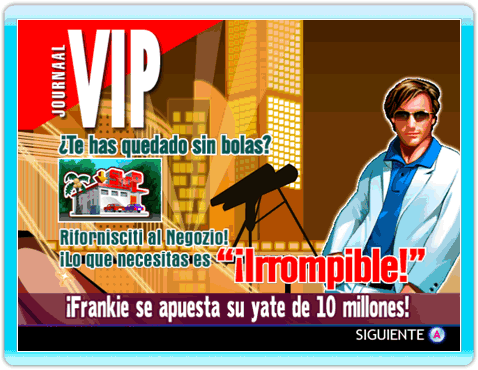 JOURNAAL
VIP
¿Te has quedado sin bolas?
Rifornisciti al Negozio!
¡Lo que necesitas es
"¡Irrompible!"
¡Frankie se apuesta su yate de 10 millones!
SIGUIENTE A